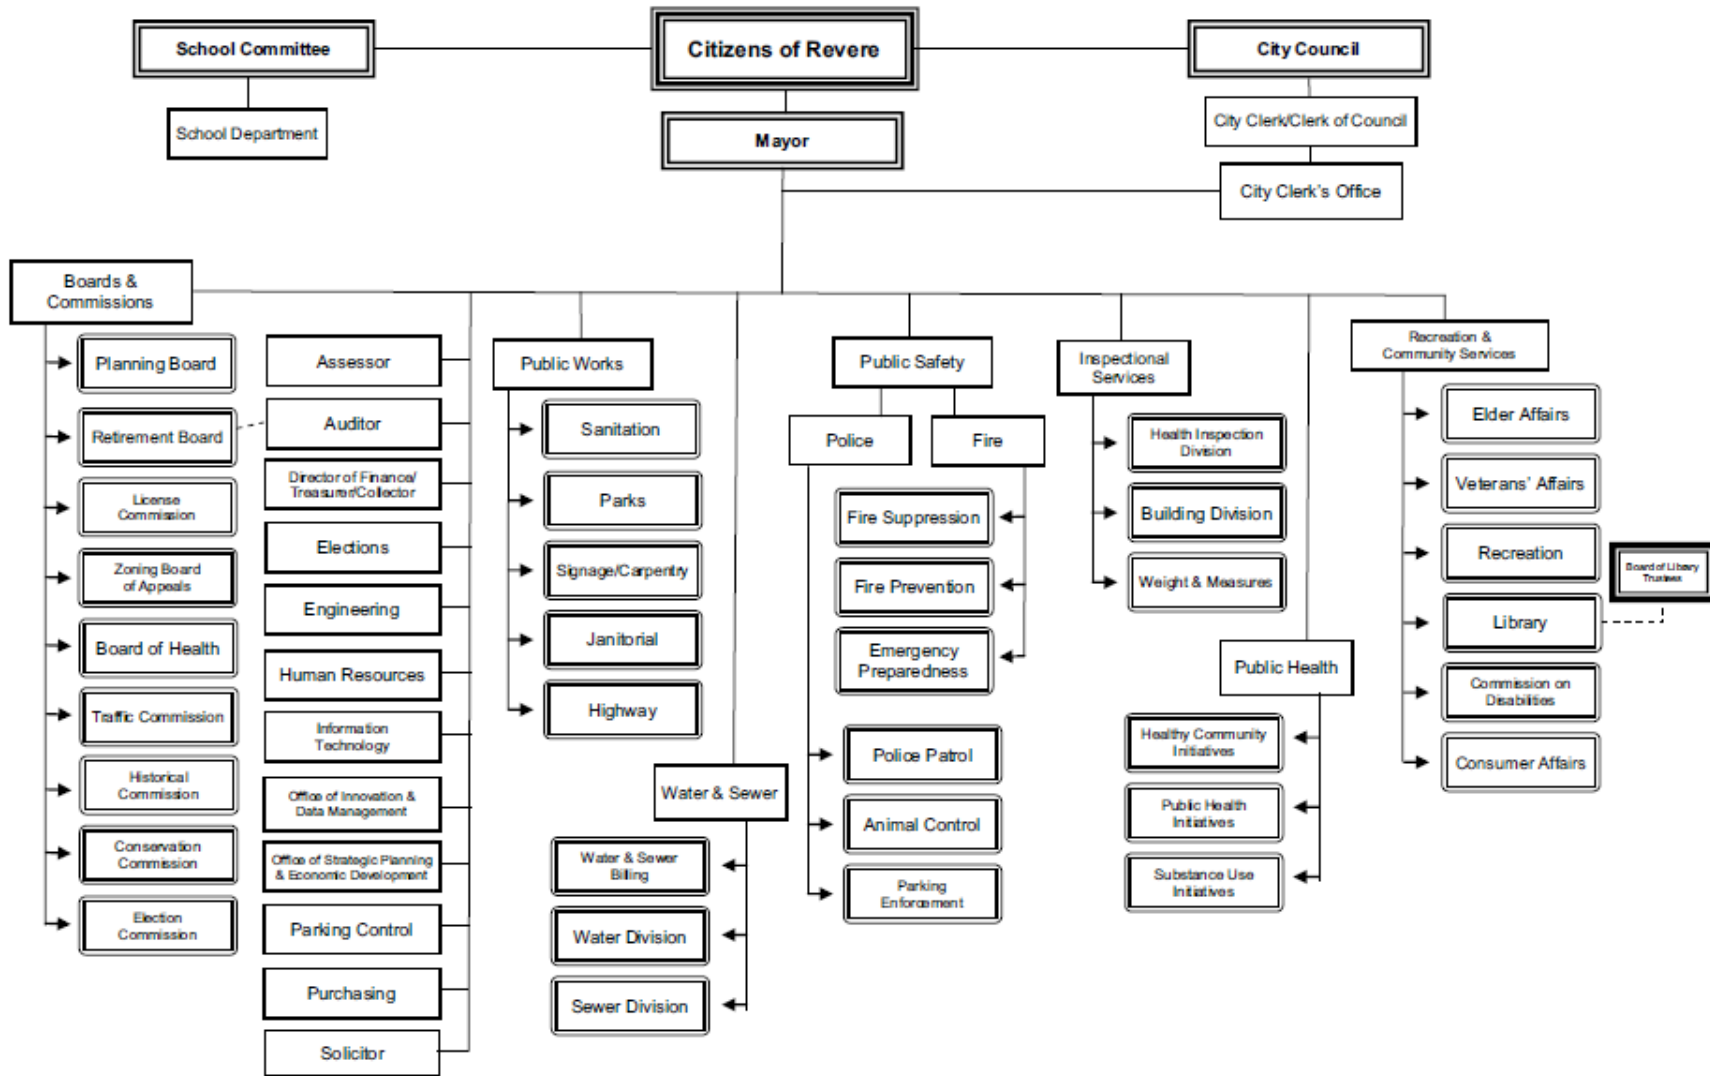 School Committee
Citizens of Revere
City Council
School Department
Mayor
City Clerk/Clerk of Council
City Clerk's Office
Boards &
Commissions
Planning Board
Retirement Board
License
Commission
Zoning Board
of Appeals
Board of Health
Traffic Commission
Historical
Commission
Conservation
Commission
Election
Commission
Assessor
Auditor
Director of Finance/
Treasurer/Collector
Elections
Engineering
Human Resources
Information
Technology
Office of Innovation &
Data Management
Office of Strategic Planning
& Economic Development
Parking Control
Purchasing
Solicitor
Public Works
Sanitation
Parks
Signage/Carpentry
Janitorial
Highway
Water & Sewer
Water & Sewer
Billing
Water Division
Sewer Division
Public Safety
Police
Fire
Fire Suppression
Fire Prevention
Emergency
Preparedness
Police Patrol
Animal Control
Parking
Enforcement
Inspectional
Services
Health Inspection
Division
Building Division
Weight & Measures
Public Health
Healthy Community
Initiatives
Public Health
Initiatives
Substance Use
Initiatives
Recreation &
Community Services
Elder Affairs
Veterans' Affairs
Recreation
Library
Commission on
Disabilities
Consumer Affairs
Board of Library
Trustees